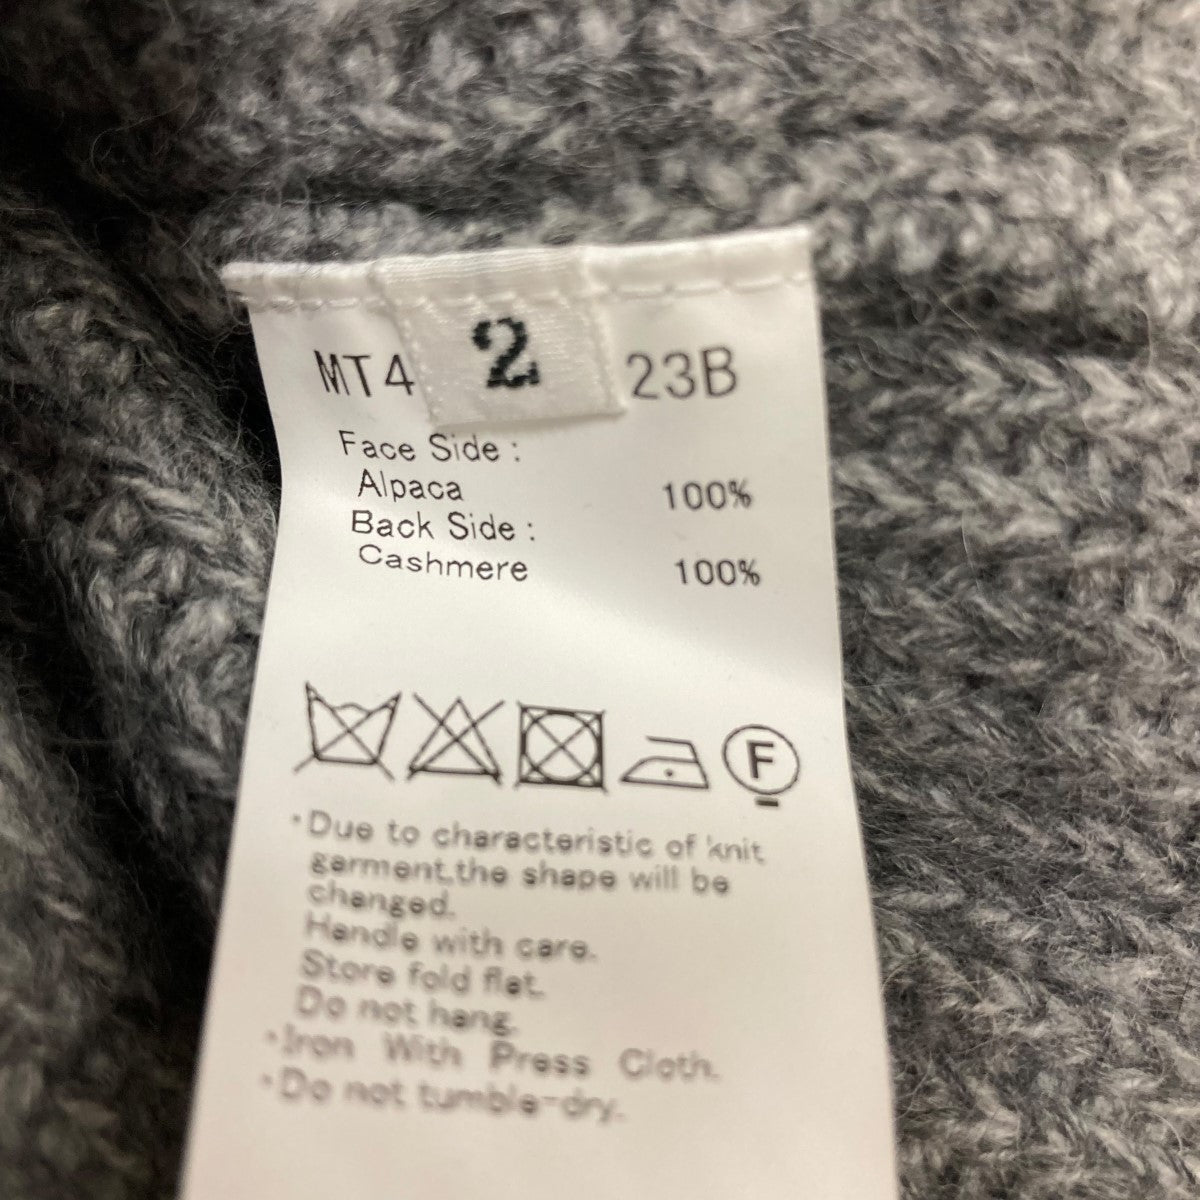 MT4 2 23B
Face Side :
Alpaca 100%
Back Side :
Cashmere 100%
F
・Due to characteristic of knit
garment,the shape will be
changed.
Handle with care.
Store fold flat.
Do not hang.
・Iron With Press Cloth.
・Do not tumble-dry.